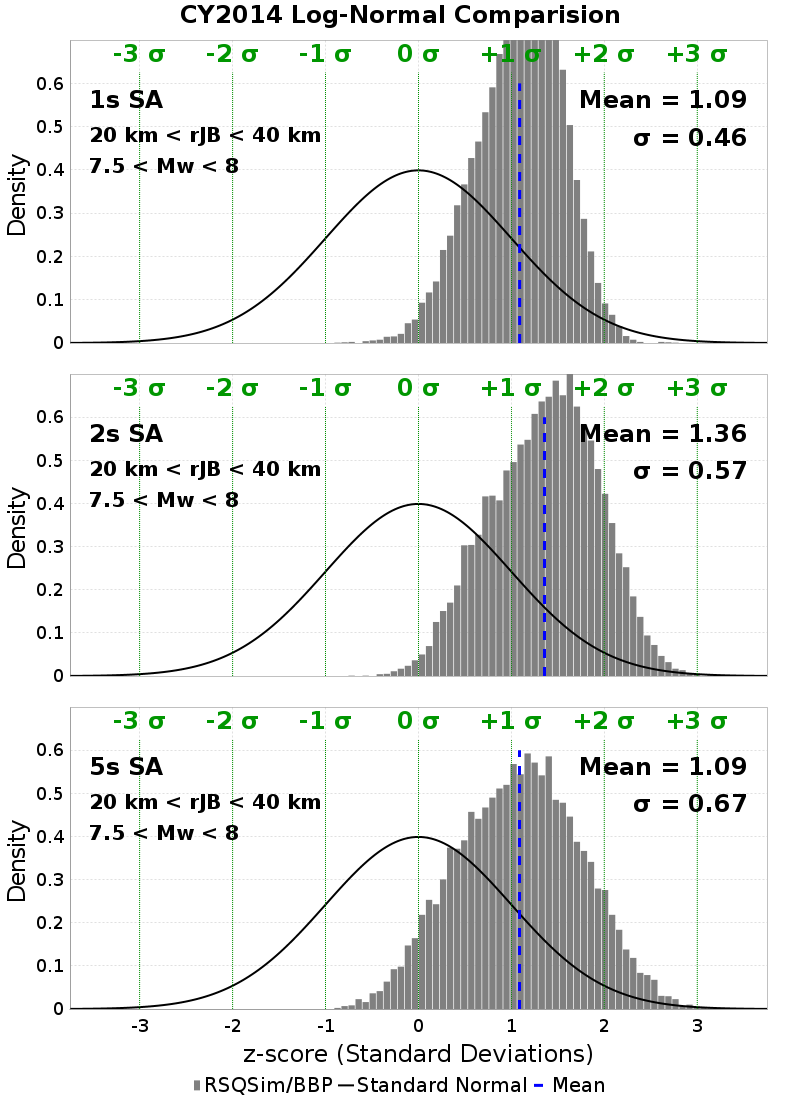 CY2014 Log-Normal Comparision
-3 σ -2 σ -1 σ 0 σ +1 σ +2 σ +3 σ
1s SA
20 km < rJB < 40 km
7.5 < Mw < 8
Mean = 1.09
σ = 0.46
Density
0.6
0.5
0.4
0.3
0.2
0.1
0
-3 σ -2 σ -1 σ 0 σ +1 σ +2 σ +3 σ
2s SA
20 km < rJB < 40 km
7.5 < Mw < 8
Mean = 1.36
σ = 0.57
Density
0.6
0.5
0.4
0.3
0.2
0.1
0
-3 σ -2 σ -1 σ 0 σ +1 σ +2 σ +3 σ
5s SA
20 km < rJB < 40 km
7.5 < Mw < 8
Mean = 1.09
σ = 0.67
Density
0.6
0.5
0.4
0.3
0.2
0.1
0
-3 -2 -1 0 1 2 3
z-score (Standard Deviations)
RSQSim/BBP Standard Normal Mean